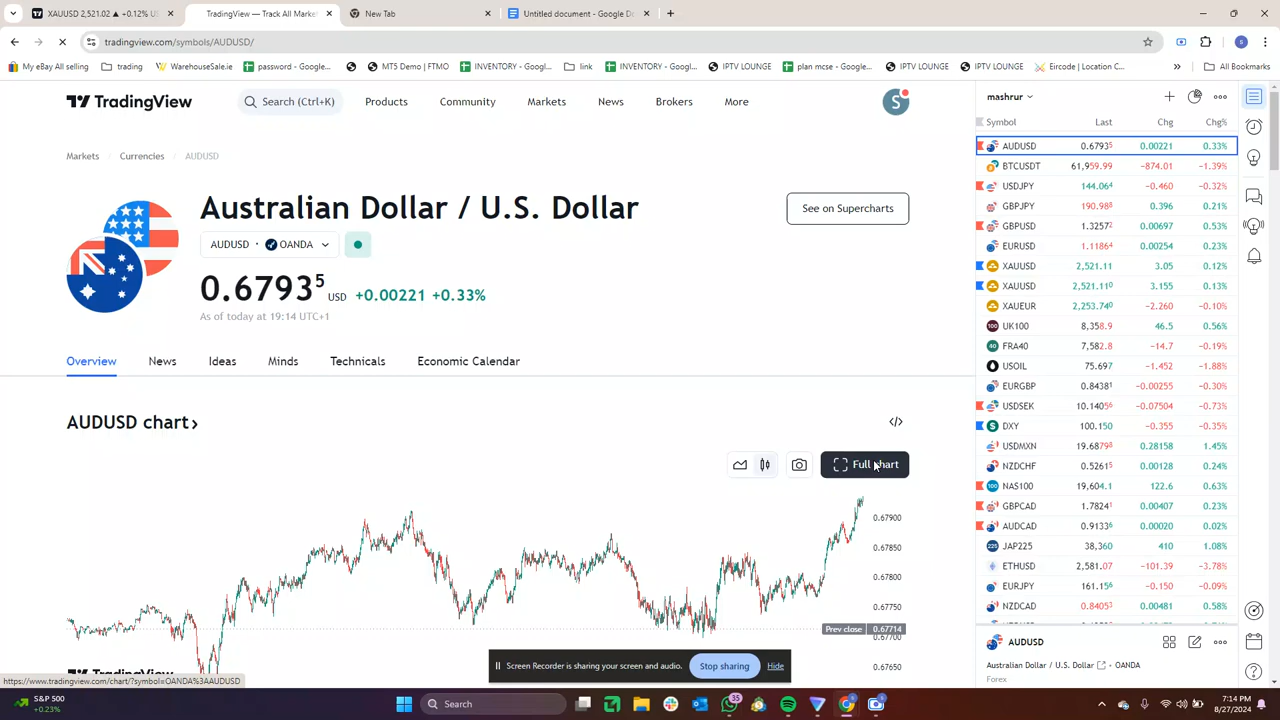 XAUUSD 2,521.02 ▲ +0.12% U
TradingView — Track All Market
New Tab
Untitled document - Google Do
tradingview.com/symbols/AUDUSD/
My eBay All selling
trading
WarehouseSale.ie
password - Google...
MT5 Demo | FTMO
INVENTORY - Googl...
link
INVENTORY - Googl...
IPTV LOUNGE
plan mcse - Google...
IPTV LOUNGE
IPTV LOUNGE
Eircode | Location C...
All Bookmarks
TradingView
Search (Ctrl+K)
Products
Community
Markets
News
Brokers
More
S
Markets / Currencies / AUDUSD
Australian Dollar / U.S. Dollar
See on Supercharts
AUDUSD · OANDA
0.67935 USD +0.00221 +0.33%
As of today at 19:14 UTC+1
Overview
News
Ideas
Minds
Technicals
Economic Calendar
AUDUSD chart
Full chart
0.67900
0.67850
0.67800
0.67750
Prev close 0.67714
0.67700
0.67650
TradingView
mashrur
Symbol Last Chg Chg%
AUDUSD 0.67935 0.00221 0.33%
BTCUSDT 61,959.99 −874.01 −1.39%
USDJPY 144.064 −0.460 −0.32%
GBPJPY 190.988 0.396 0.21%
GBPUSD 1.32572 0.00697 0.53%
EURUSD 1.11864 0.00254 0.23%
XAUUSD 2,521.11 3.05 0.12%
XAUUSD 2,521.110 3.155 0.13%
XAUEUR 2,253.740 −2.260 −0.10%
UK100 8,358.9 46.5 0.56%
FRA40 7,582.8 −14.7 −0.19%
USOIL 75.697 −1.452 −1.88%
EURGBP 0.84381 −0.00255 −0.30%
USDSEK 10.14056 −0.07504 −0.73%
DXY 100.150 −0.355 −0.35%
USDMXN 19.68798 0.28158 1.45%
NZDCHF 0.52615 0.00128 0.24%
NAS100 19,604.1 122.6 0.63%
GBPCAD 1.78241 0.00407 0.23%
AUDCAD 0.91336 0.00020 0.02%
JAP225 38,360 410 1.08%
ETHUSD 2,581.07 −101.39 −3.78%
EURJPY 161.156 −0.150 −0.09%
NZDCAD 0.84053 0.00481 0.58%
AUDUSD
Australian Dollar / U.S. Dollar · OANDA
Forex
Screen Recorder is sharing your screen and audio.
Stop sharing
Hide
https://www.tradingview.com/chart/?symbol=OANDA%3AAUDUSD
S&P 500
+0.23%
Search
35
7:14 PM
8/27/2024